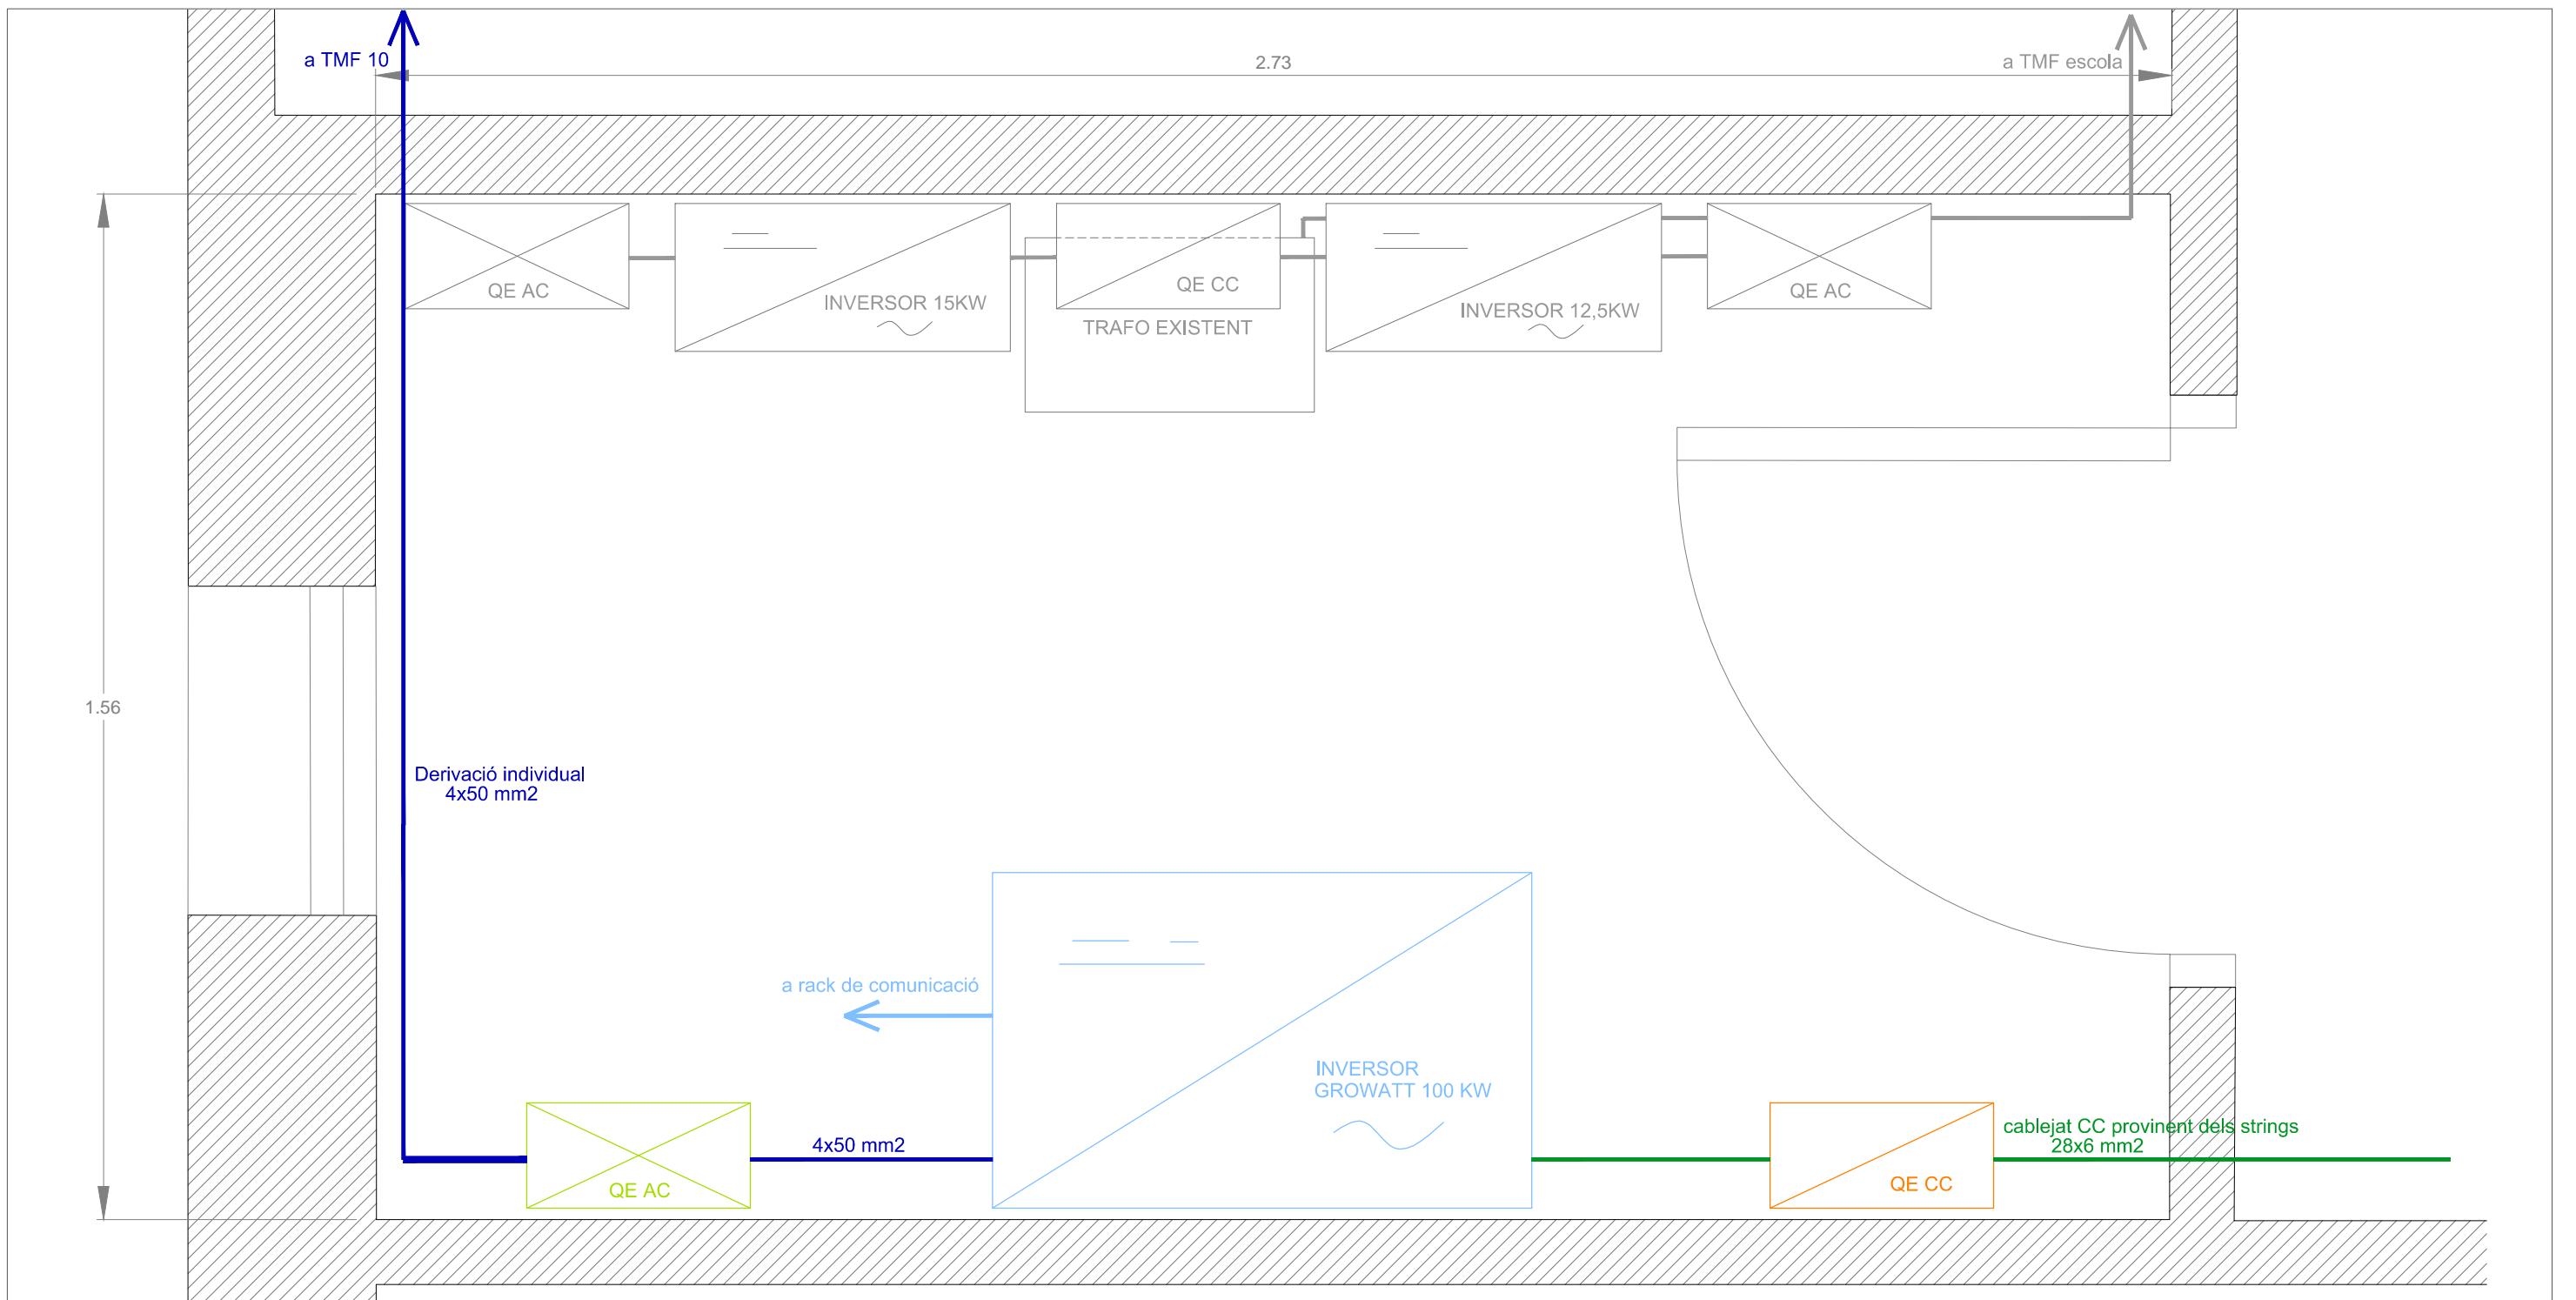 a TMF 10
2.73
a TMF escola
QE AC
INVERSOR 15KW
QE CC
TRAFO EXISTENT
INVERSOR 12,5KW
QE AC
1.56
Derivació individual
4x50 mm2
a rack de comunicació
INVERSOR
GROWATT 100 KW
4x50 mm2
QE AC
QE CC
cablejat CC provinent dels strings
28x6 mm2